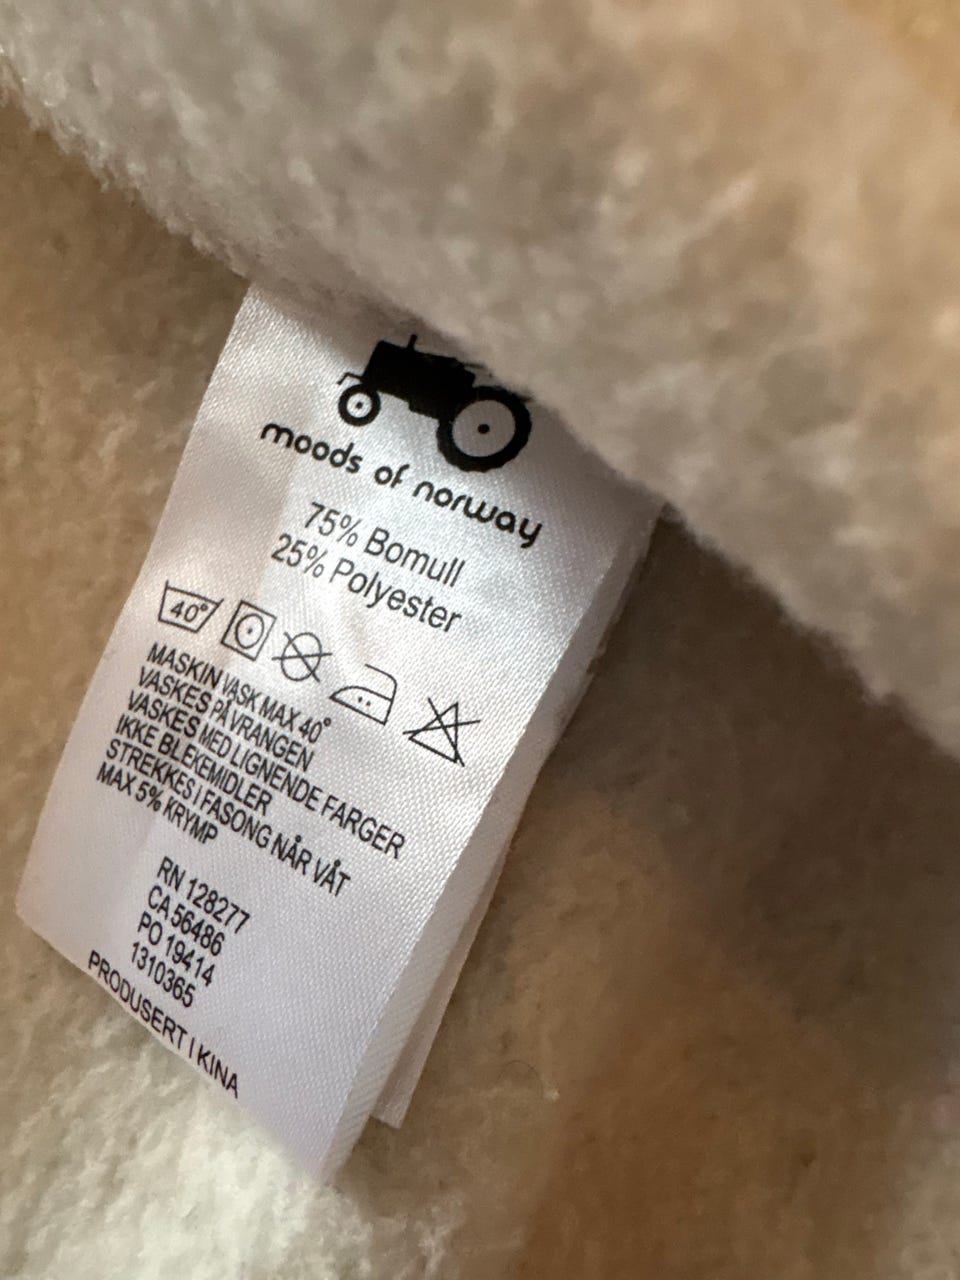 moods of norway
75% Bomull
25% Polyester
40°
MASKIN VASK MAX 40°
VASKES PÅ VRANGEN
VASKES MED LIGNENDE FARGER
IKKE BLEKEMIDLER
STREKKES I FASONG NÅR VÅT
MAX 5% KRYMP
RN 128277
CA 56486
PO 19414
1310365
PRODUSERT I KINA